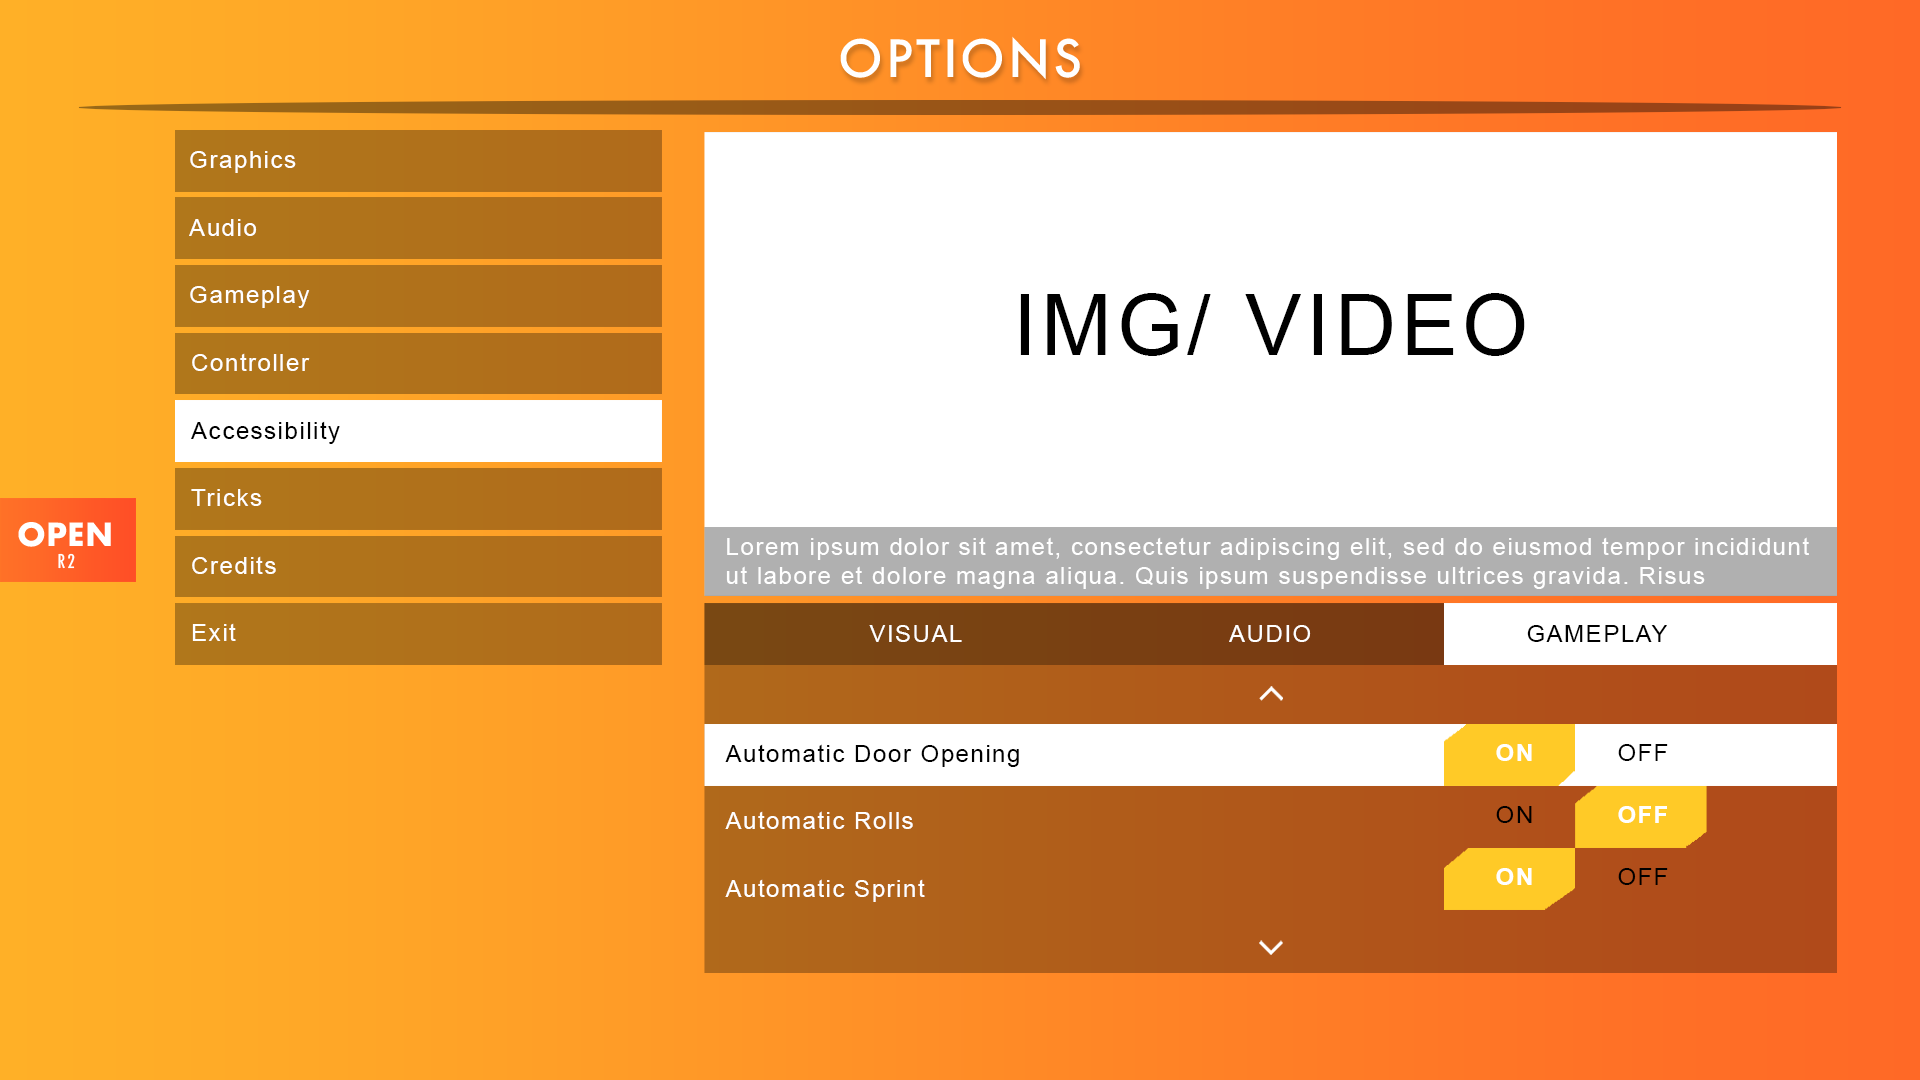 OPTIONS
Graphics
Audio
Gameplay
Controller
Accessibility
Tricks
Credits
Exit
OPEN
R2
IMG/ VIDEO
Lorem ipsum dolor sit amet, consectetur adipiscing elit, sed do eiusmod tempor incididunt
ut labore et dolore magna aliqua. Quis ipsum suspendisse ultrices gravida. Risus
VISUAL AUDIO GAMEPLAY
Automatic Door Opening ON OFF
Automatic Rolls ON OFF
Automatic Sprint ON OFF